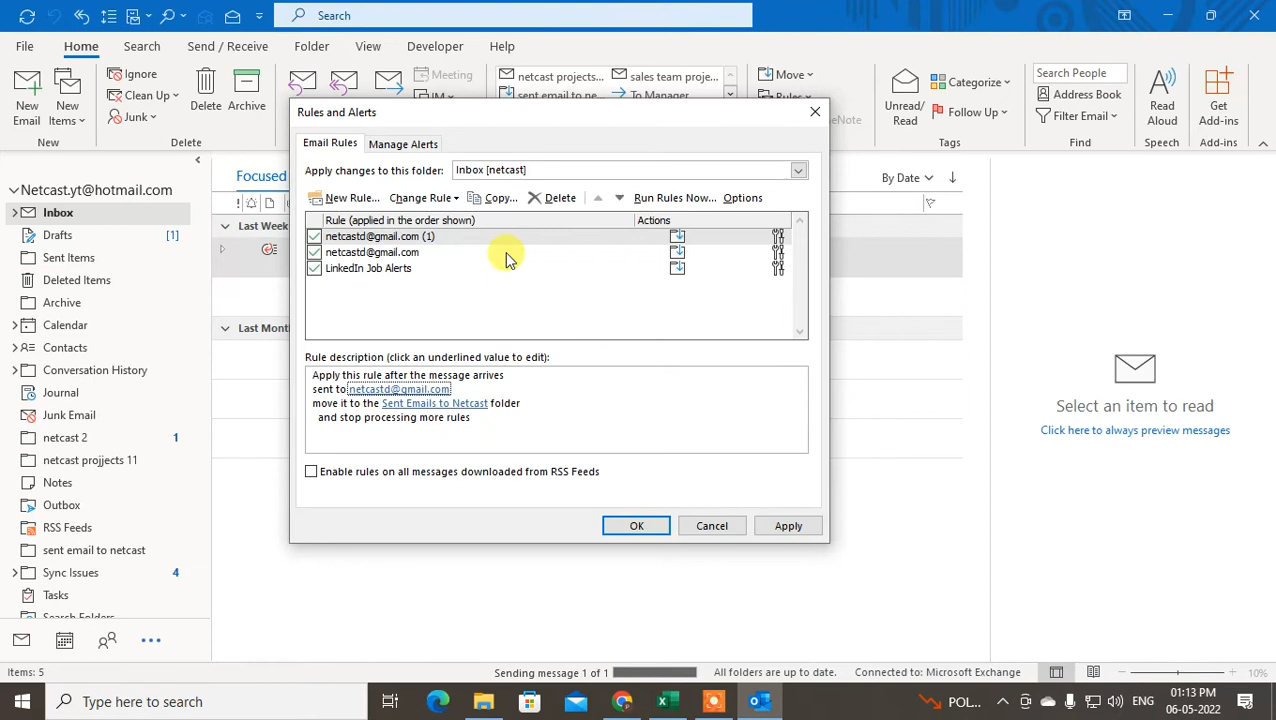 Search
File
Home
Search
Send / Receive
Folder
View
Developer
Help
New Email
New Items
New
Ignore
Clean Up
Junk
Delete
Archive
Delete
Meeting
netcast projects...
sales team proje...
sent email to ne...
To Manager
Move
Rules
OneNote
Unread/ Read
Categorize
Follow Up
Tags
Search People
Address Book
Filter Email
Find
Read Aloud
Speech
Get Add-ins
Add-ins
Netcast.yt@hotmail.com
Inbox
Drafts [1]
Sent Items
Deleted Items
Archive
Calendar
Contacts
Conversation History
Journal
Junk Email
netcast 2 1
netcast projjects 11
Notes
Outbox
RSS Feeds
sent email to netcast
Sync Issues 4
Tasks
Search Folders
Focused
By Date
Last Week
Last Mont
Rules and Alerts
Email Rules
Manage Alerts
Apply changes to this folder:
Inbox [netcast]
New Rule...
Change Rule
Copy...
Delete
Run Rules Now...
Options
Rule (applied in the order shown)
Actions
netcastd@gmail.com (1)
netcastd@gmail.com
LinkedIn Job Alerts
Rule description (click an underlined value to edit):
Apply this rule after the message arrives
sent to netcastd@gmail.com
move it to the Sent Emails to Netcast folder
and stop processing more rules
Enable rules on all messages downloaded from RSS Feeds
OK
Cancel
Apply
Select an item to read
Click here to always preview messages
Items: 5
Sending message 1 of 1
All folders are up to date.
Connected to: Microsoft Exchange
10%
Type here to search
POL...
ENG
01:13 PM
06-05-2022